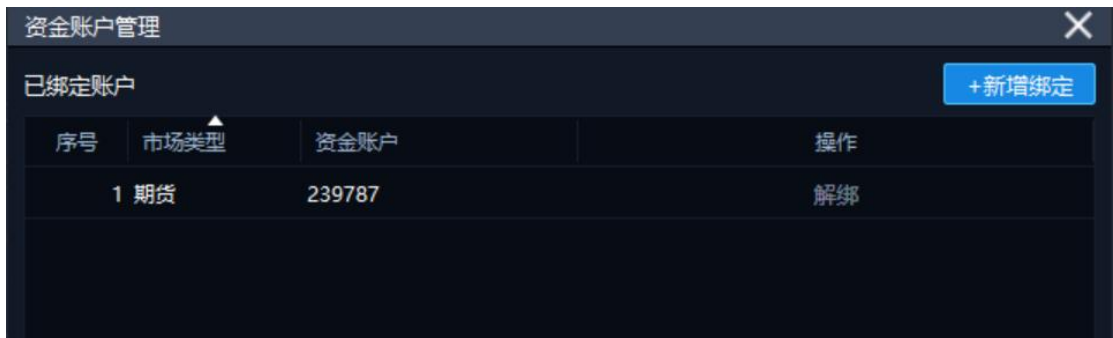 资金账户管理
已绑定账户
+新增绑定
序号 市场类型 资金账户 操作
1 期货 239787 解绑